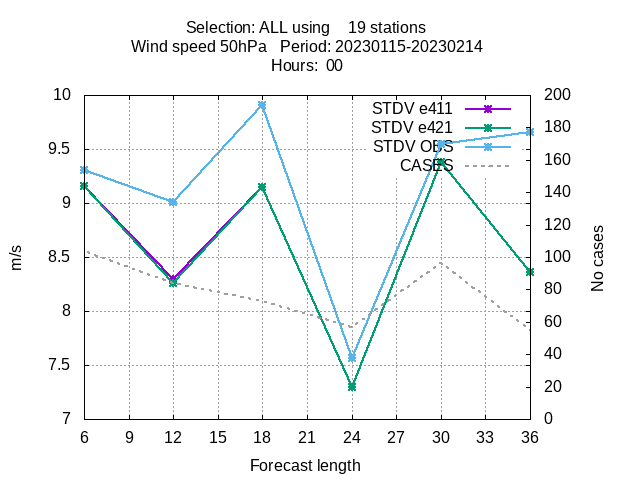 Selection: ALL using    19 stations
Wind speed 50hPa   Period: 20230115-20230214
Hours:  00
10
9.5
9
8.5
8
7.5
7
m/s
200
180
160
140
120
100
80
60
40
20
0
No cases
STDV e411
STDV e421
STDV OBS
CASES
6 9 12 15 18 21 24 27 30 33 36
Forecast length